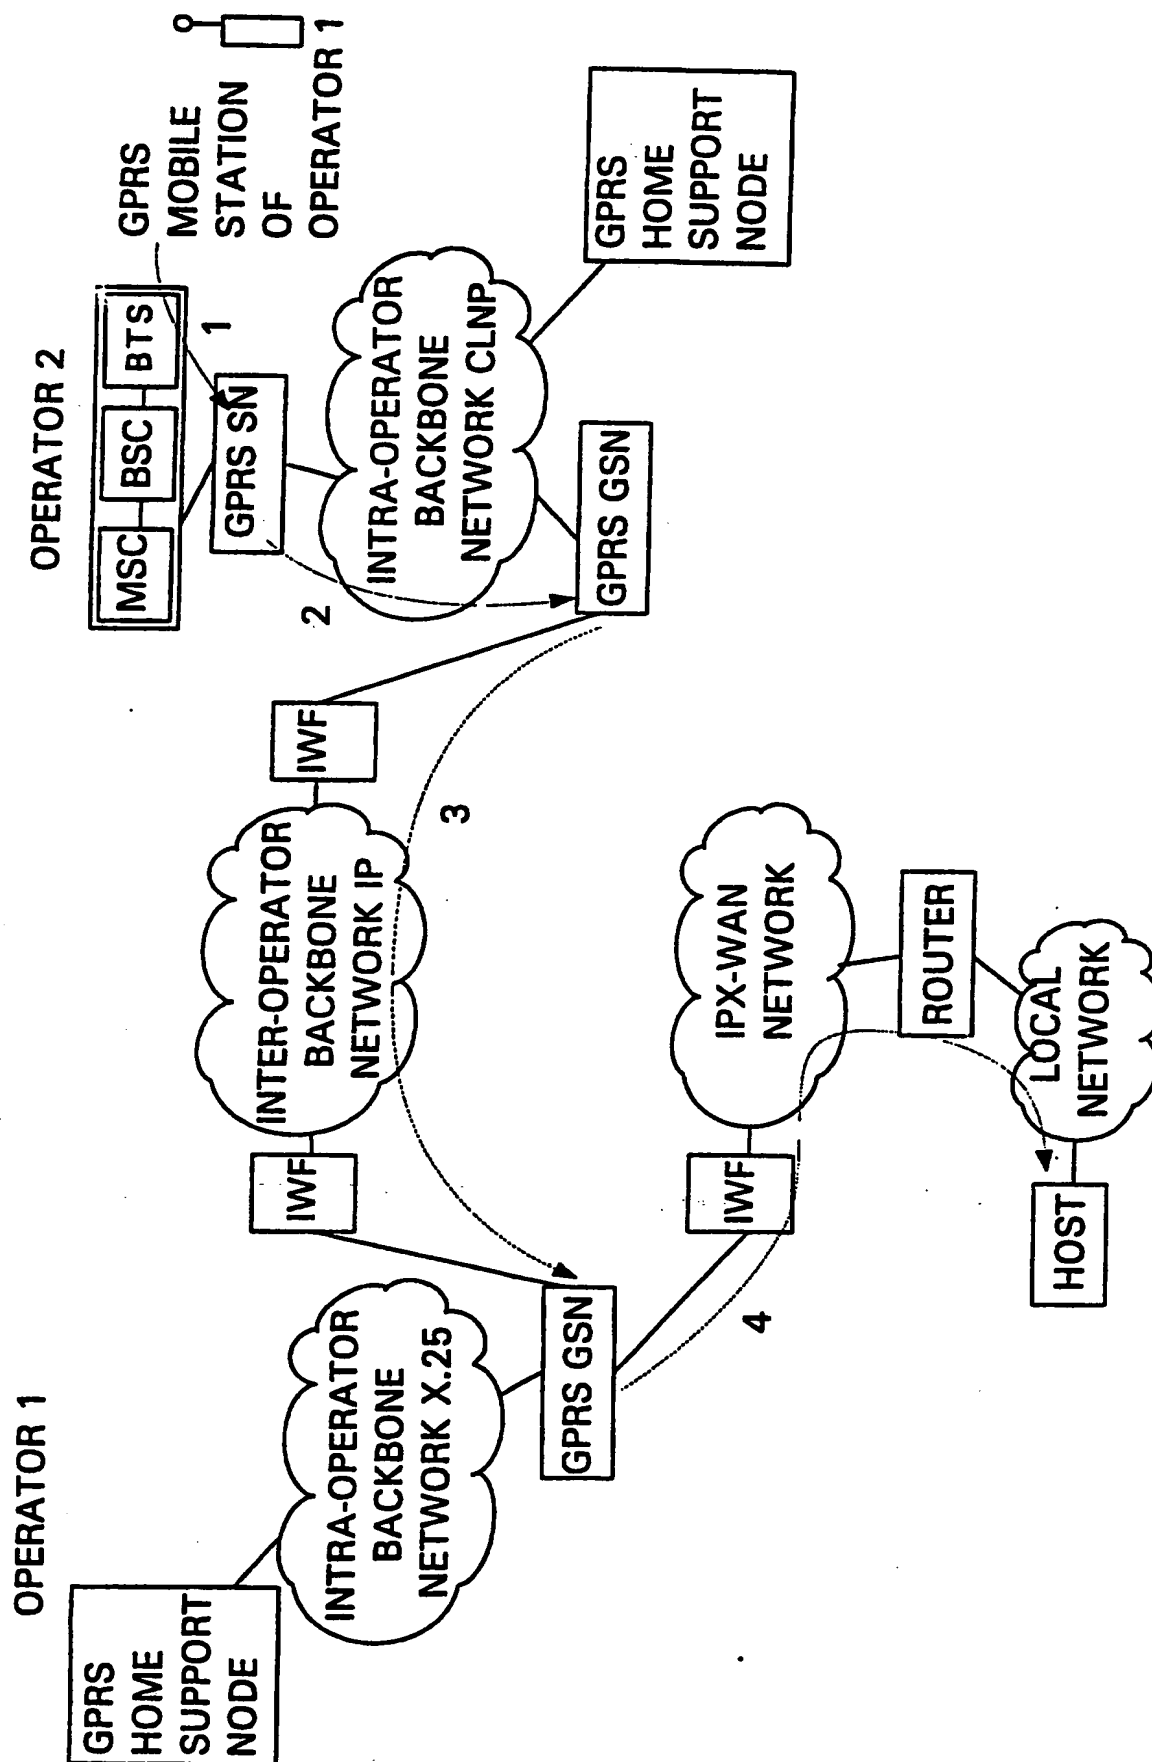 OPERATOR 1
GPRS
HOME
SUPPORT
NODE
INTRA-OPERATOR
BACKBONE
NETWORK X.25
GPRS GSN
IWF
INTER-OPERATOR
BACKBONE
NETWORK IP
IWF
3
4
IWF
IPX-WAN
NETWORK
ROUTER
LOCAL
NETWORK
HOST
OPERATOR 2
MSC
BSC
BTS
GPRS SN
1
2
GPRS
MOBILE
STATION
OF
OPERATOR 1
INTRA-OPERATOR
BACKBONE
NETWORK CLNP
GPRS GSN
GPRS
HOME
SUPPORT
NODE